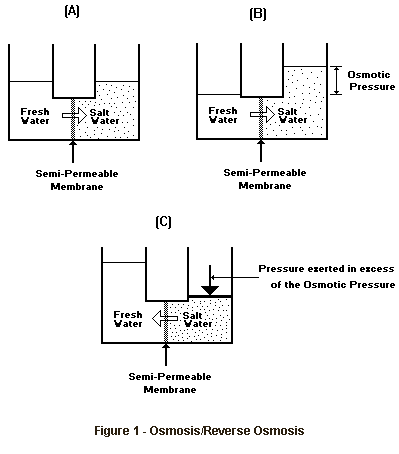 (A)
Fresh
Water
Salt
Water
Semi-Permeable
Membrane
(B)
Osmotic
Pressure
Fresh
Water
Salt
Water
Semi-Permeable
Membrane
(C)
Pressure exerted in excess
of the Osmotic Pressure
Fresh
Water
Salt
Water
Semi-Permeable
Membrane
Figure 1 - Osmosis/Reverse Osmosis